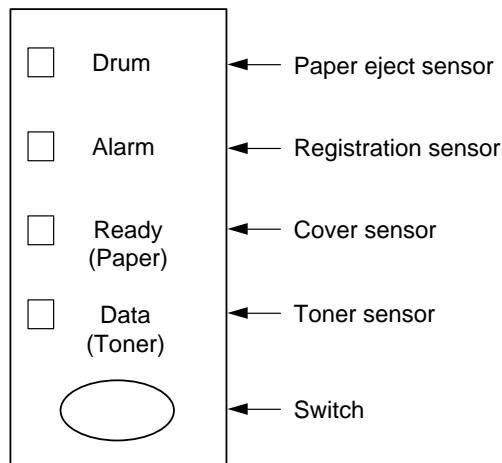 Drum
Paper eject sensor
Alarm
Registration sensor
Ready
(Paper)
Cover sensor
Data
(Toner)
Toner sensor
Switch